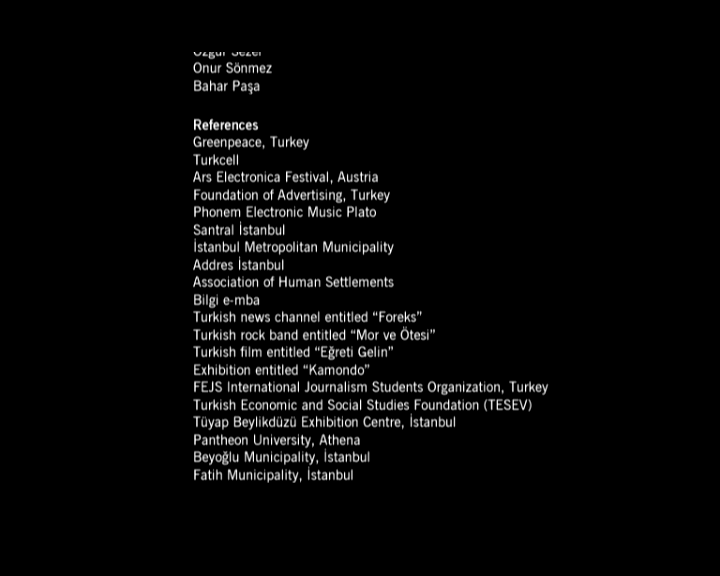 Onur Sönmez
Bahar Paşa
References
Greenpeace, Turkey
Turkcell
Ars Electronica Festival, Austria
Foundation of Advertising, Turkey
Phonem Electronic Music Plato
Santral İstanbul
İstanbul Metropolitan Municipality
Addres İstanbul
Association of Human Settlements
Bilgi e-mba
Turkish news channel entitled “Foreks”
Turkish rock band entitled “Mor ve Ötesi”
Turkish film entitled “Eğreti Gelin”
Exhibition entitled “Kamondo”
FEJS International Journalism Students Organization, Turkey
Turkish Economic and Social Studies Foundation (TESEV)
Tüyap Beylikdüzü Exhibition Centre, İstanbul
Pantheon University, Athena
Beyoğlu Municipality, İstanbul
Fatih Municipality, İstanbul